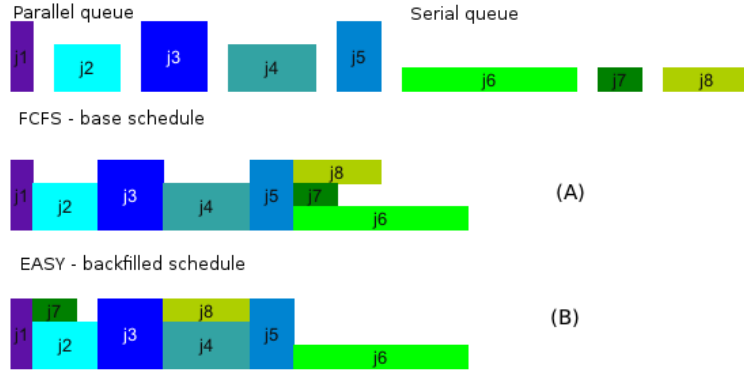 Parallel queue
Serial queue
j1
j2
j3
j4
j5
j6
j7
j8
FCFS - base schedule
j1
j2
j3
j4
j5
j8
j7
j6
(A)
EASY - backfilled schedule
j1
j7
j2
j3
j8
j4
j5
j6
(B)